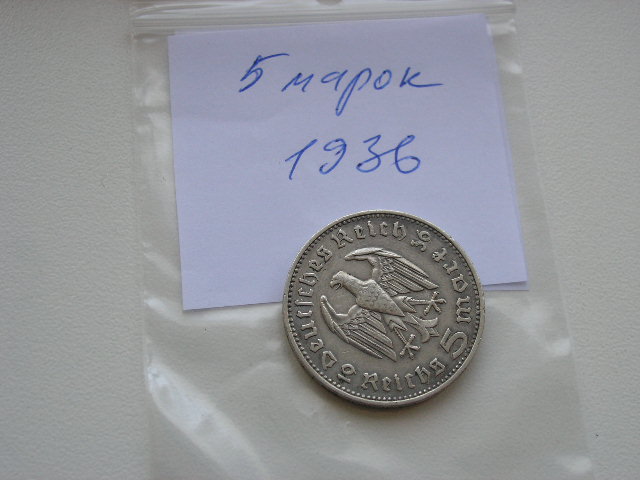 5 марок
1936
Deutsches Reich
5 Reichsmark